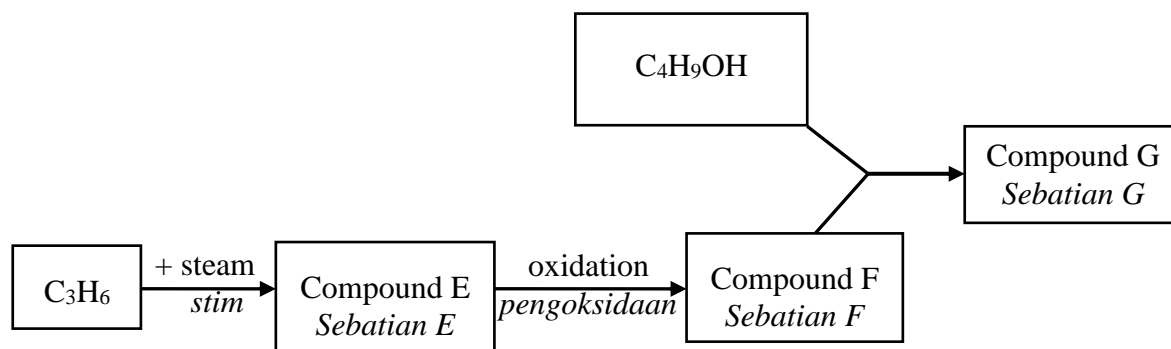 C₄H₉OH
Compound G
Sebatian G
C₃H₆
+ steam
stim
Compound E
Sebatian E
oxidation
pengoksidaan
Compound F
Sebatian F